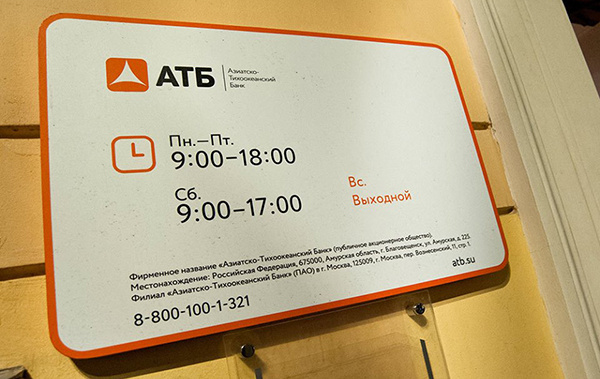 АТБ
Азиатско-
Тихоокеанский
Банк
Пн.—Пт.
9:00–18:00
Сб.
9:00–17:00
Вс.
Выходной
Фирменное название «Азиатско-Тихоокеанский Банк» (публичное акционерное общество).
Местонахождение: Российская Федерация, 675000, Амурская область, г. Благовещенск, ул. Амурская, д. 225.
Филиал «Азиатско-Тихоокеанский Банк» (ПАО) в г. Москва, 125009, г. Москва, пер. Вознесенский, 11, стр. 1.
8-800-100-1-321
atb.su